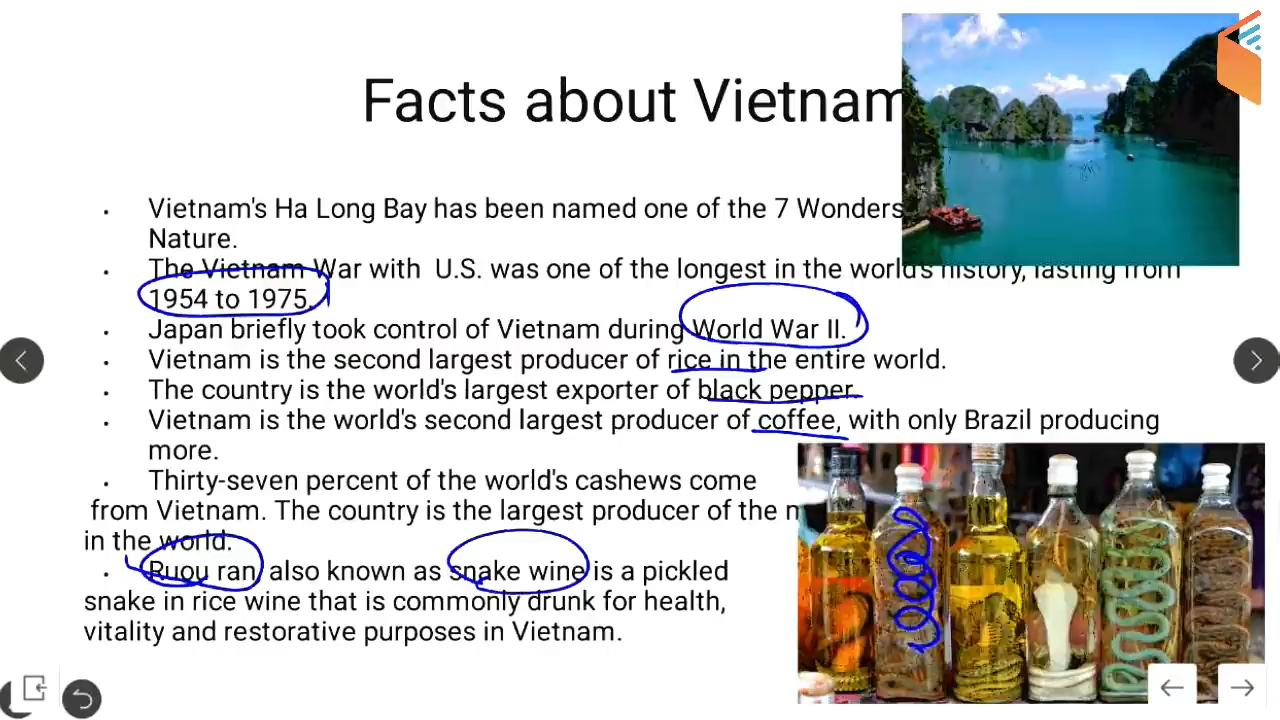 Facts about Vietnam
• Vietnam's Ha Long Bay has been named one of the 7 Wonders
Nature.
• The Vietnam War with U.S. was one of the longest in the world's history, lasting from
1954 to 1975.
• Japan briefly took control of Vietnam during World War II.
• Vietnam is the second largest producer of rice in the entire world.
• The country is the world's largest exporter of black pepper.
• Vietnam is the world's second largest producer of coffee, with only Brazil producing
more.
• Thirty-seven percent of the world's cashews come
from Vietnam. The country is the largest producer of the
in the world.
• Ruou ran, also known as snake wine is a pickled
snake in rice wine that is commonly drunk for health,
vitality and restorative purposes in Vietnam.